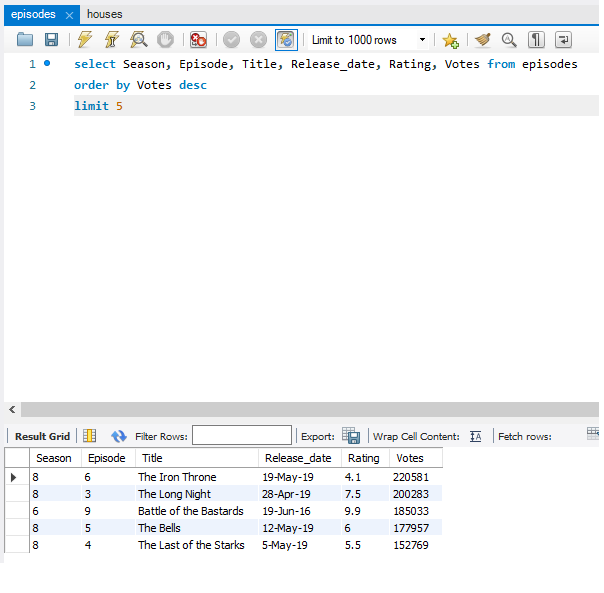 episodes houses
Limit to 1000 rows
1 select Season, Episode, Title, Release_date, Rating, Votes from episodes
2 order by Votes desc
3 limit 5
Result Grid Filter Rows: Export: Wrap Cell Content: Fetch rows:
Season Episode Title Release_date Rating Votes
8 6 The Iron Throne 19-May-19 4.1 220581
8 3 The Long Night 28-Apr-19 7.5 200283
6 9 Battle of the Bastards 19-Jun-16 9.9 185033
8 5 The Bells 12-May-19 6 177957
8 4 The Last of the Starks 5-May-19 5.5 152769